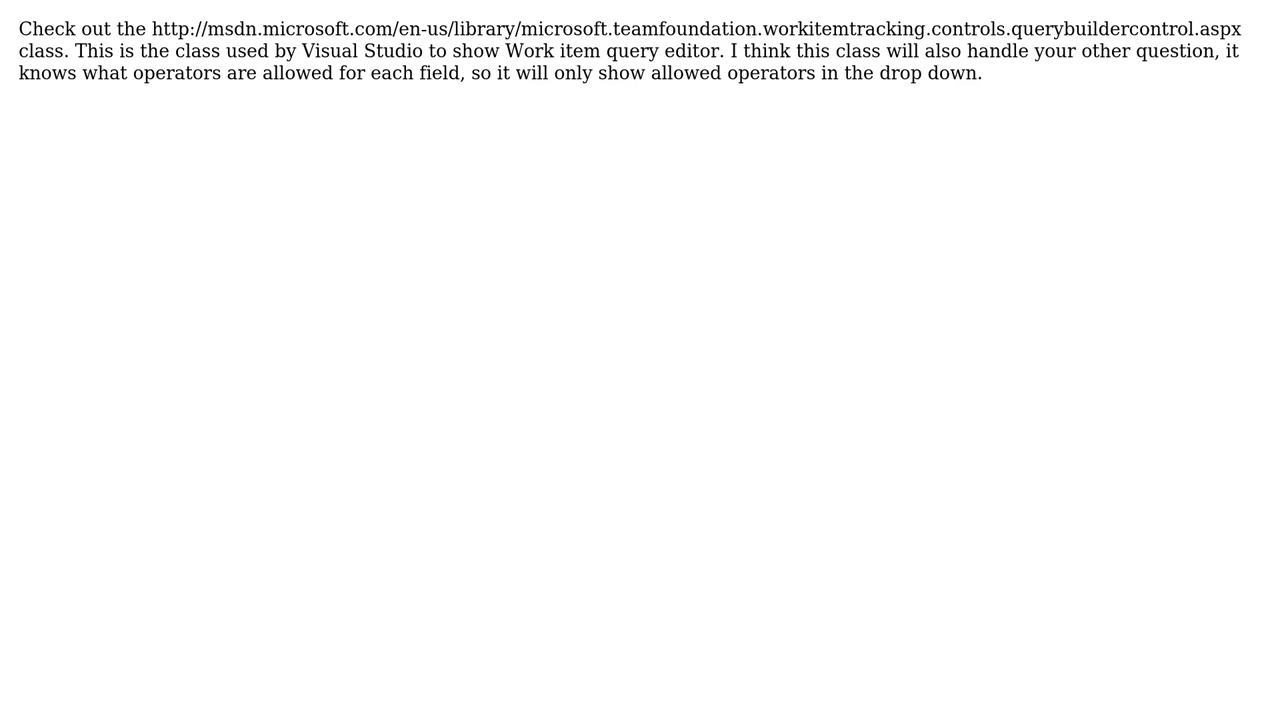 Check out the http://msdn.microsoft.com/en-us/library/microsoft.teamfoundation.workitemtracking.controls.querybuildercontrol.aspx
class. This is the class used by Visual Studio to show Work item query editor. I think this class will also handle your other question, it
knows what operators are allowed for each field, so it will only show allowed operators in the drop down.